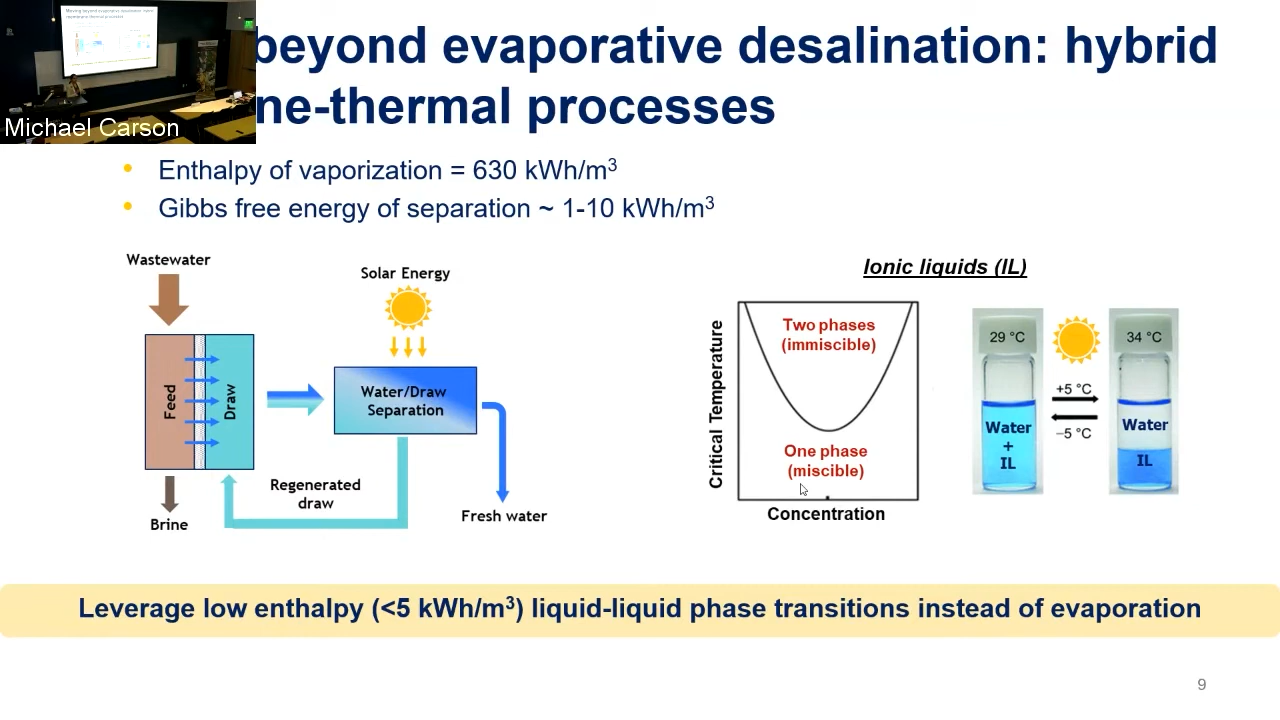 beyond evaporative desalination: hybrid
ne-thermal processes
Michael Carson
• Enthalpy of vaporization = 630 kWh/m³
• Gibbs free energy of separation ~ 1-10 kWh/m³
Wastewater
Solar Energy
Feed
Draw
Water/Draw
Separation
Regenerated
draw
Brine
Fresh water
Ionic liquids (IL)
Critical Temperature
Two phases
(immiscible)
One phase
(miscible)
Concentration
29 °C
Water
+
IL
+5 °C
−5 °C
34 °C
Water
IL
Leverage low enthalpy (<5 kWh/m³) liquid-liquid phase transitions instead of evaporation
9